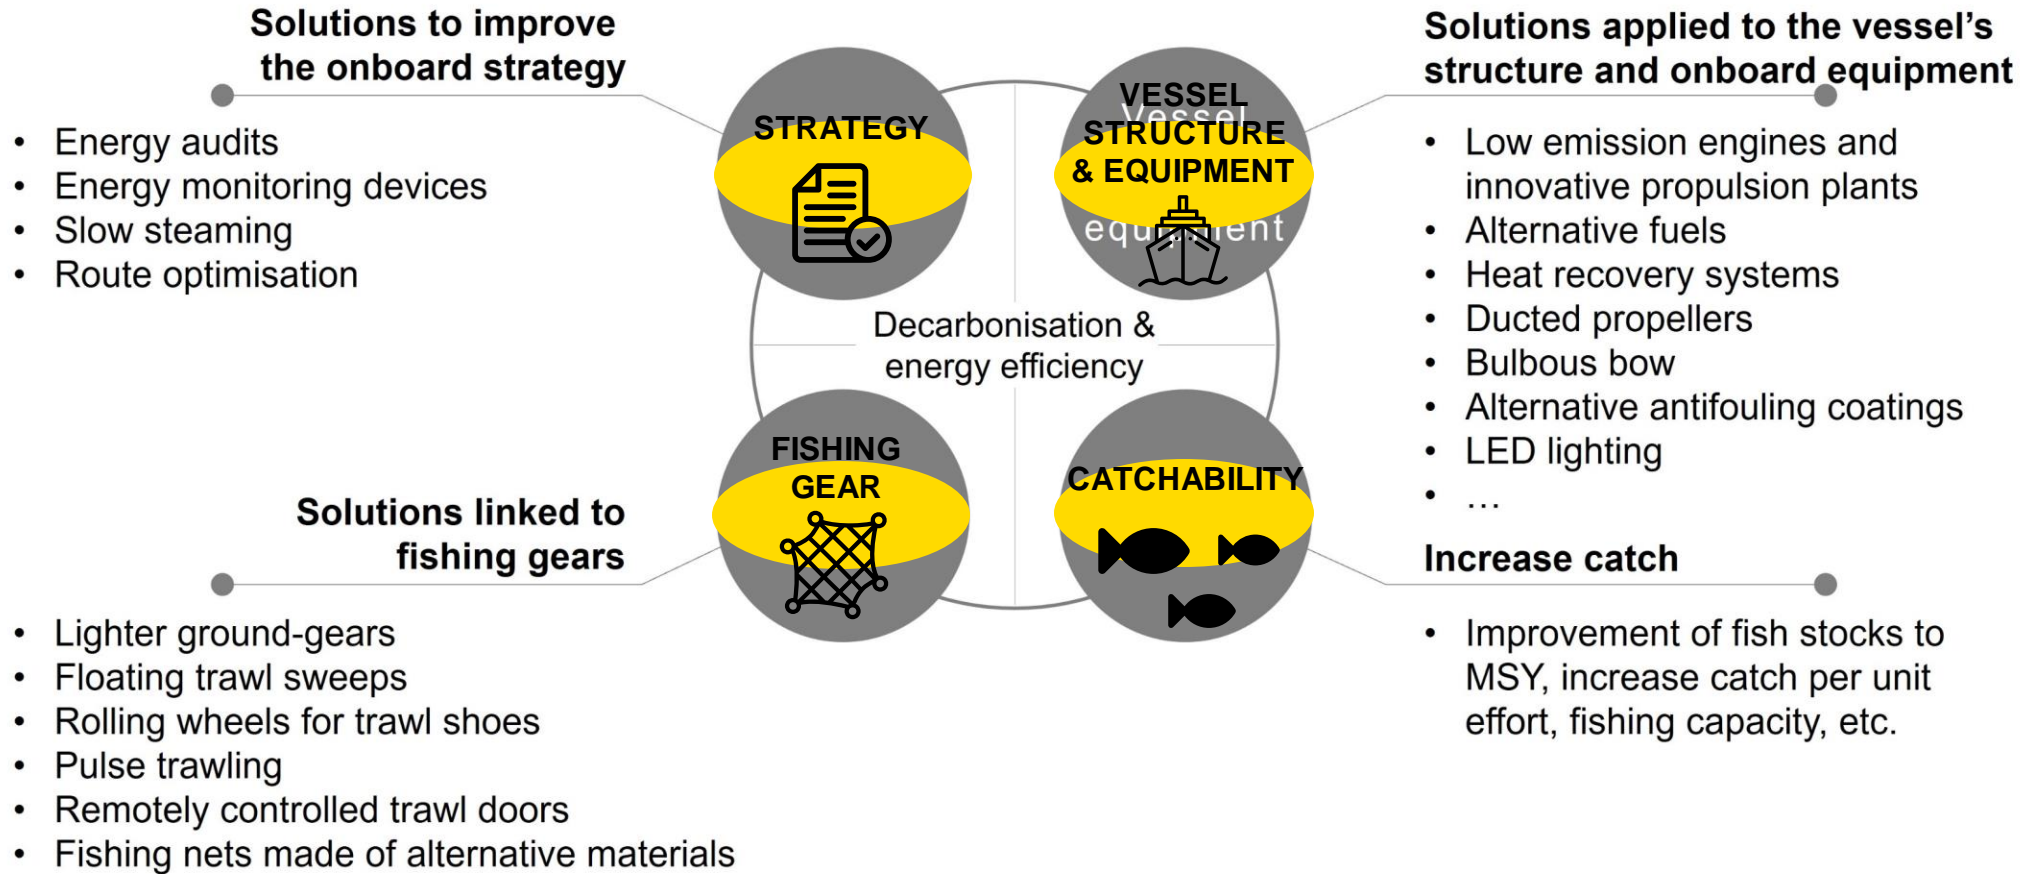 Solutions to improve
the onboard strategy
• Energy audits
• Energy monitoring devices
• Slow steaming
• Route optimisation
STRATEGY
VESSEL
STRUCTURE
& EQUIPMENT
Vessel
equipment
Solutions applied to the vessel’s
structure and onboard equipment
• Low emission engines and
innovative propulsion plants
• Alternative fuels
• Heat recovery systems
• Ducted propellers
• Bulbous bow
• Alternative antifouling coatings
• LED lighting
• …
Decarbonisation &
energy efficiency
Solutions linked to
fishing gears
• Lighter ground-gears
• Floating trawl sweeps
• Rolling wheels for trawl shoes
• Pulse trawling
• Remotely controlled trawl doors
• Fishing nets made of alternative materials
FISHING
GEAR
CATCHABILITY
Increase catch
• Improvement of fish stocks to
MSY, increase catch per unit
effort, fishing capacity, etc.